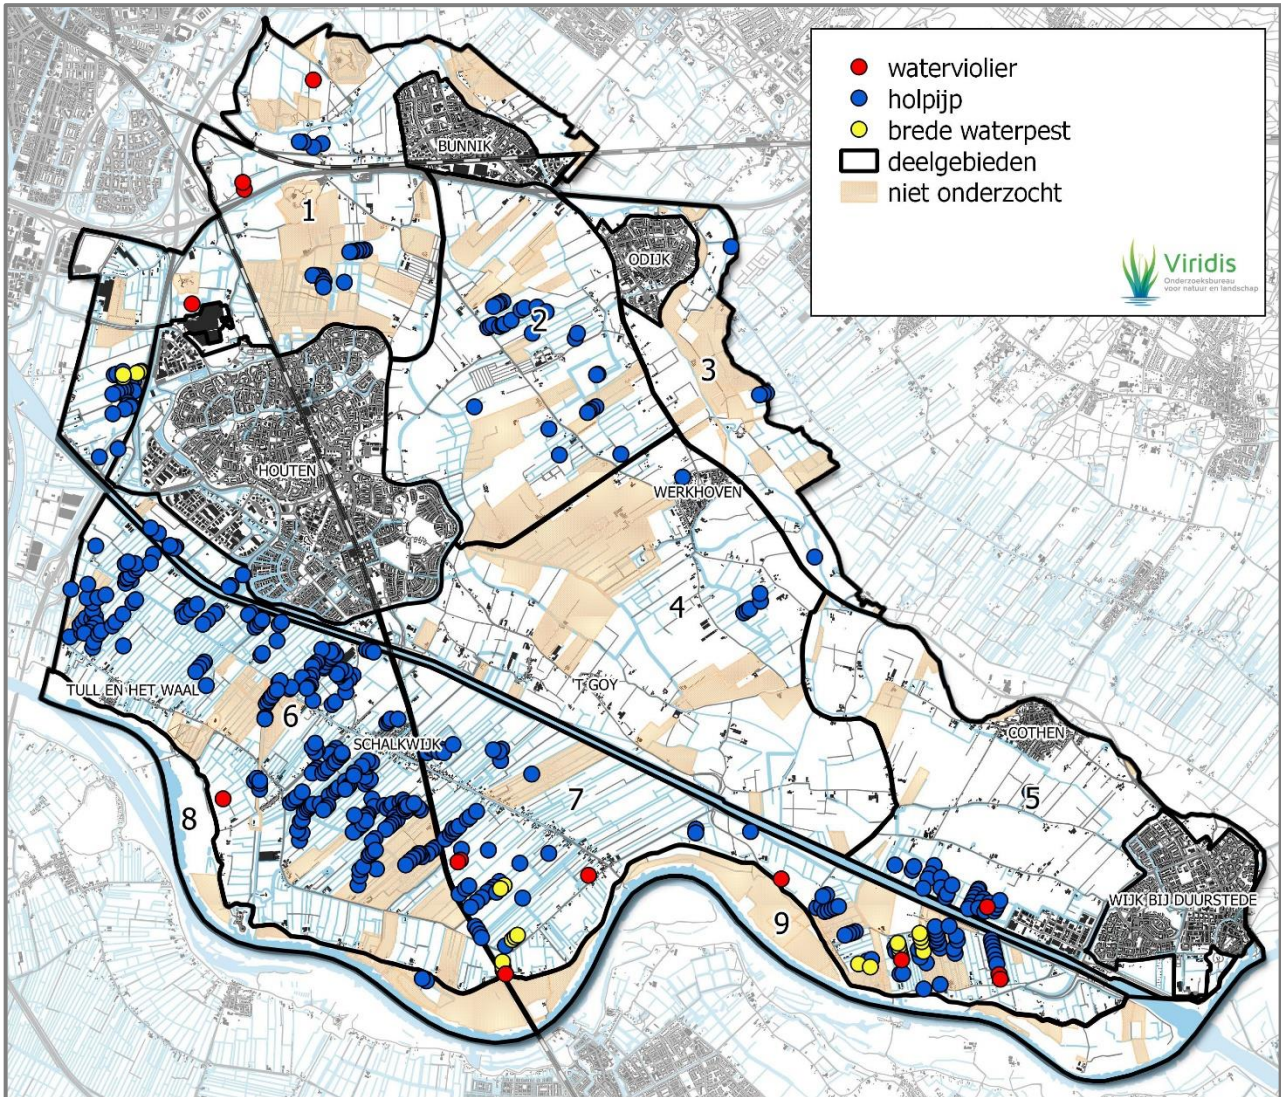 waterviolier
holpijp
brede waterpest
deelgebieden
niet onderzocht
Viridis
Onderzoeksbureau
voor natuur en landschap
BUNNIK
1
ODIJK
2
3
HOUTEN
WERKHOVEN
4
TULL EN HET WAAL
'T GOY
6
SCHALKWIJK
COTHEN
7
5
8
WIJK BIJ DUURSTEDE
9